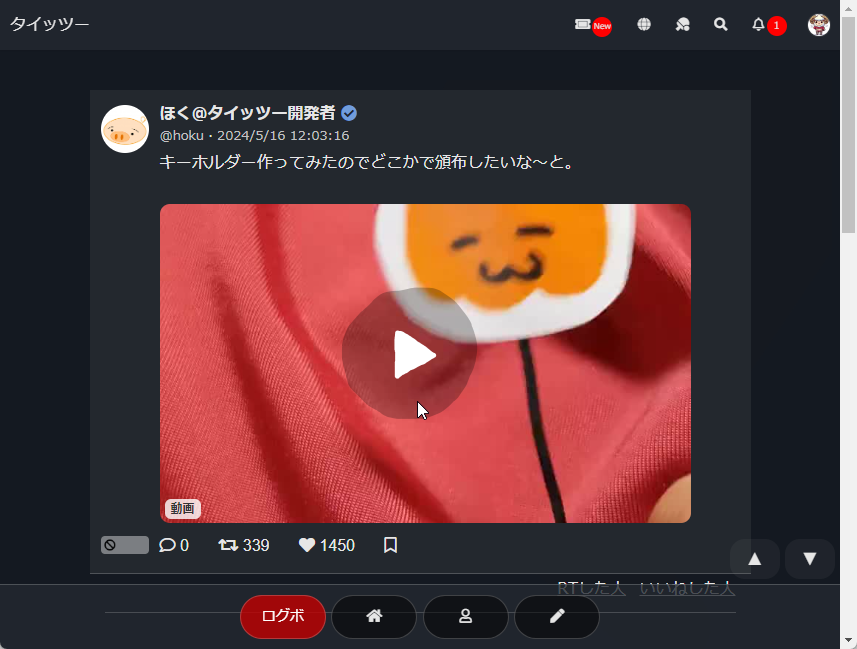 タイッツー
New
1
ほく@タイッツー開発者
@hoku・2024/5/16 12:03:16
キーホルダー作ってみたのでどこかで頒布したいな〜と。
動画
0 339 1450
RTした人 いいねした人
ログボ